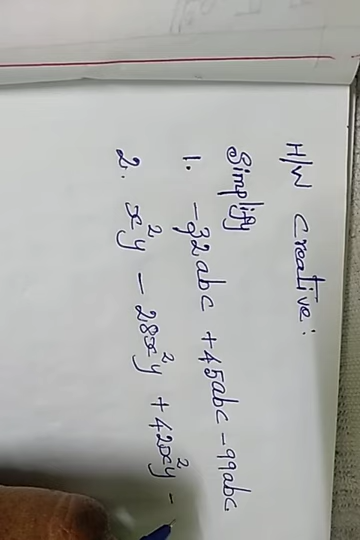 H/W Creative:
Simplify
1. -32abc + 45abc - 99abc
2. x²y - 28x²y + 42x²y -